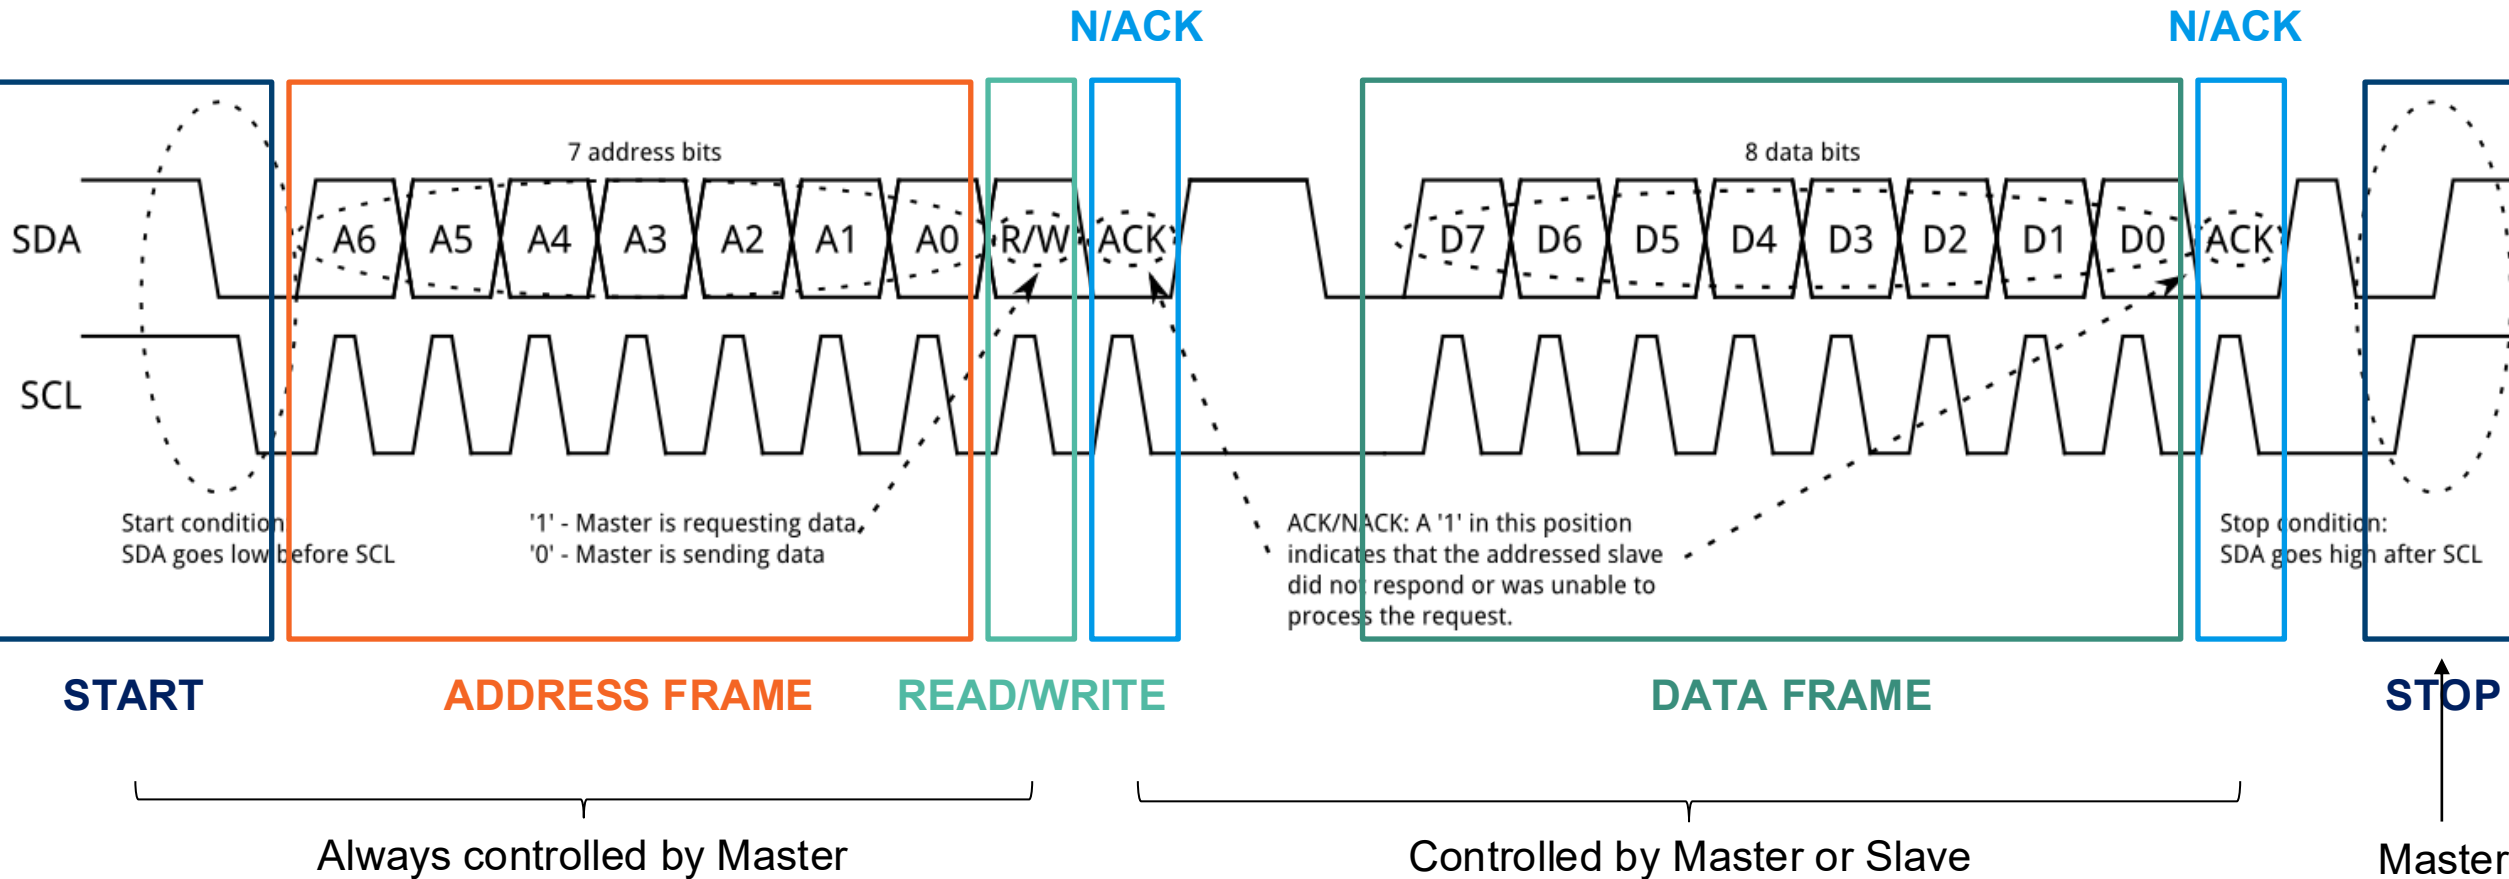 N/ACK
N/ACK
7 address bits
8 data bits
SDA
A6
A5
A4
A3
A2
A1
A0
R/W
ACK
D7
D6
D5
D4
D3
D2
D1
D0
ACK
SCL
Start condition
SDA goes low before SCL
'1' - Master is requesting data
'0' - Master is sending data
ACK/NACK: A '1' in this position
indicates that the addressed slave
did not respond or was unable to
process the request.
Stop condition:
SDA goes high after SCL
START
ADDRESS FRAME
READ/WRITE
DATA FRAME
STOP
Always controlled by Master
Controlled by Master or Slave
Master